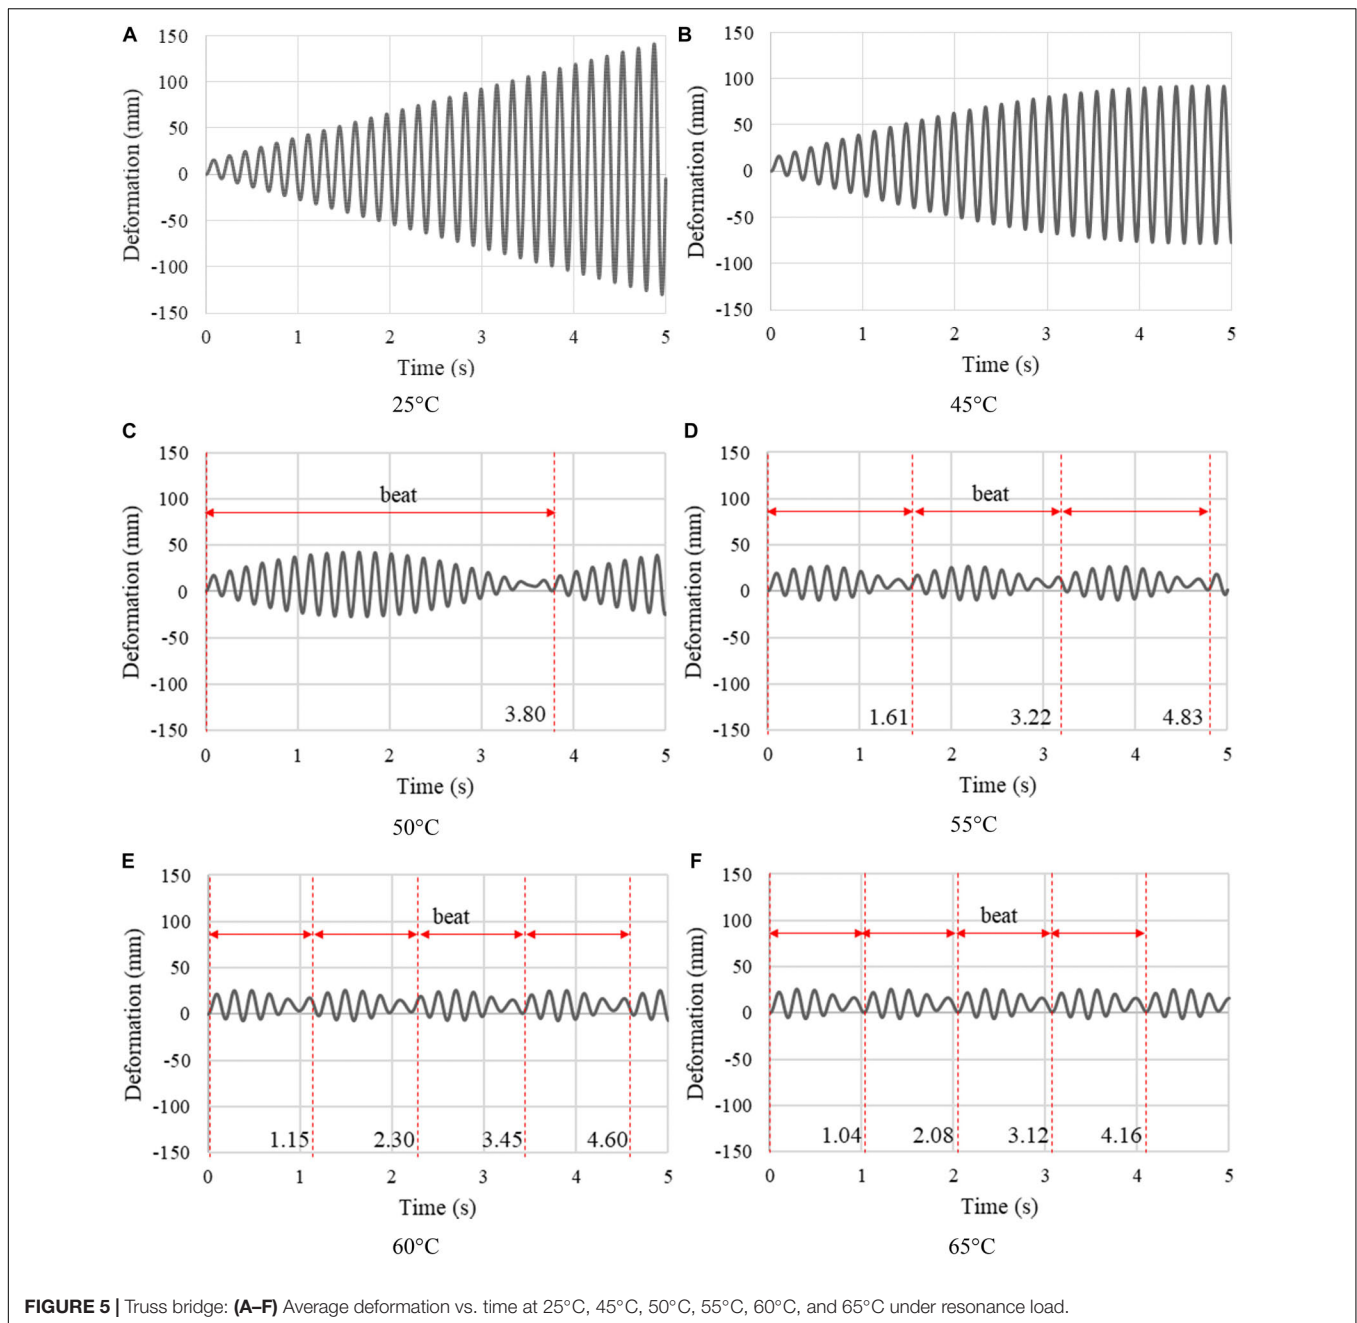 A
150
100
50
0
-50
-100
-150
Deformation (mm)
0 1 2 3 4 5
Time (s)
25°C
B
150
100
50
0
-50
-100
-150
Deformation (mm)
0 1 2 3 4 5
Time (s)
45°C
C
150
100
50
0
-50
-100
-150
Deformation (mm)
beat
3.80
0 1 2 3 4 5
Time (s)
50°C
D
150
100
50
0
-50
-100
-150
Deformation (mm)
beat
1.61 3.22 4.83
0 1 2 3 4 5
Time (s)
55°C
E
150
100
50
0
-50
-100
-150
Deformation (mm)
beat
1.15 2.30 3.45 4.60
0 1 2 3 4 5
Time (s)
60°C
F
150
100
50
0
-50
-100
-150
Deformation (mm)
beat
1.04 2.08 3.12 4.16
0 1 2 3 4 5
Time (s)
65°C
FIGURE 5 | Truss bridge: (A–F) Average deformation vs. time at 25°C, 45°C, 50°C, 55°C, 60°C, and 65°C under resonance load.